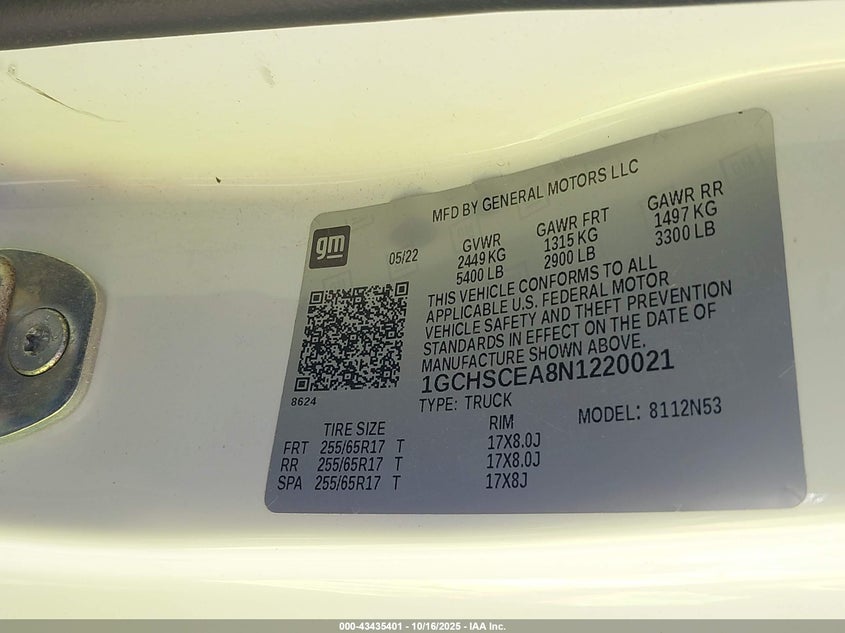 MFD BY GENERAL MOTORS LLC
gm
05/22
GVWR
2449 KG
5400 LB
GAWR FRT
1315 KG
2900 LB
GAWR RR
1497 KG
3300 LB
THIS VEHICLE CONFORMS TO ALL
APPLICABLE U.S. FEDERAL MOTOR
VEHICLE SAFETY AND THEFT PREVENTION
STANDARDS IN EFFECT ON THE DATE OF
MANUFACTURE SHOWN ABOVE.
1GCHSCEA8N1220021
8624
TYPE: TRUCK
MODEL: 8112N53
TIRE SIZE RIM
FRT 255/65R17 T 17X8.0J
RR 255/65R17 T 17X8.0J
SPA 255/65R17 T 17X8J
000-43435401 - 10/16/2025 - IAA Inc.